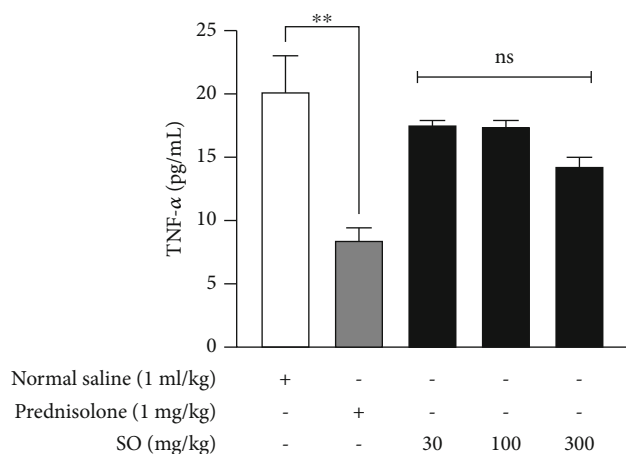 **
ns
25
20
15
10
5
0
TNF-α (pg/mL)
Normal saline (1 ml/kg) + - - - -
Prednisolone (1 mg/kg) - + - - -
SO (mg/kg) - - 30 100 300